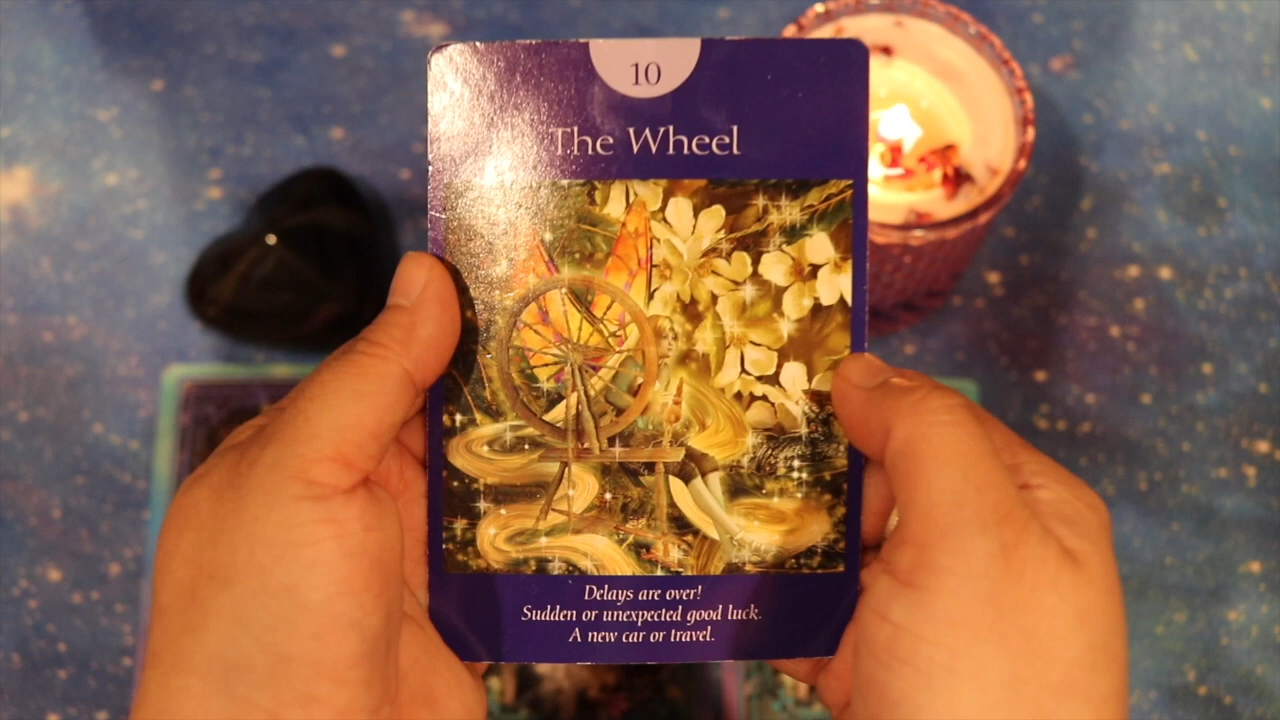 10
The Wheel
Delays are over!
Sudden or unexpected good luck.
A new car or travel.